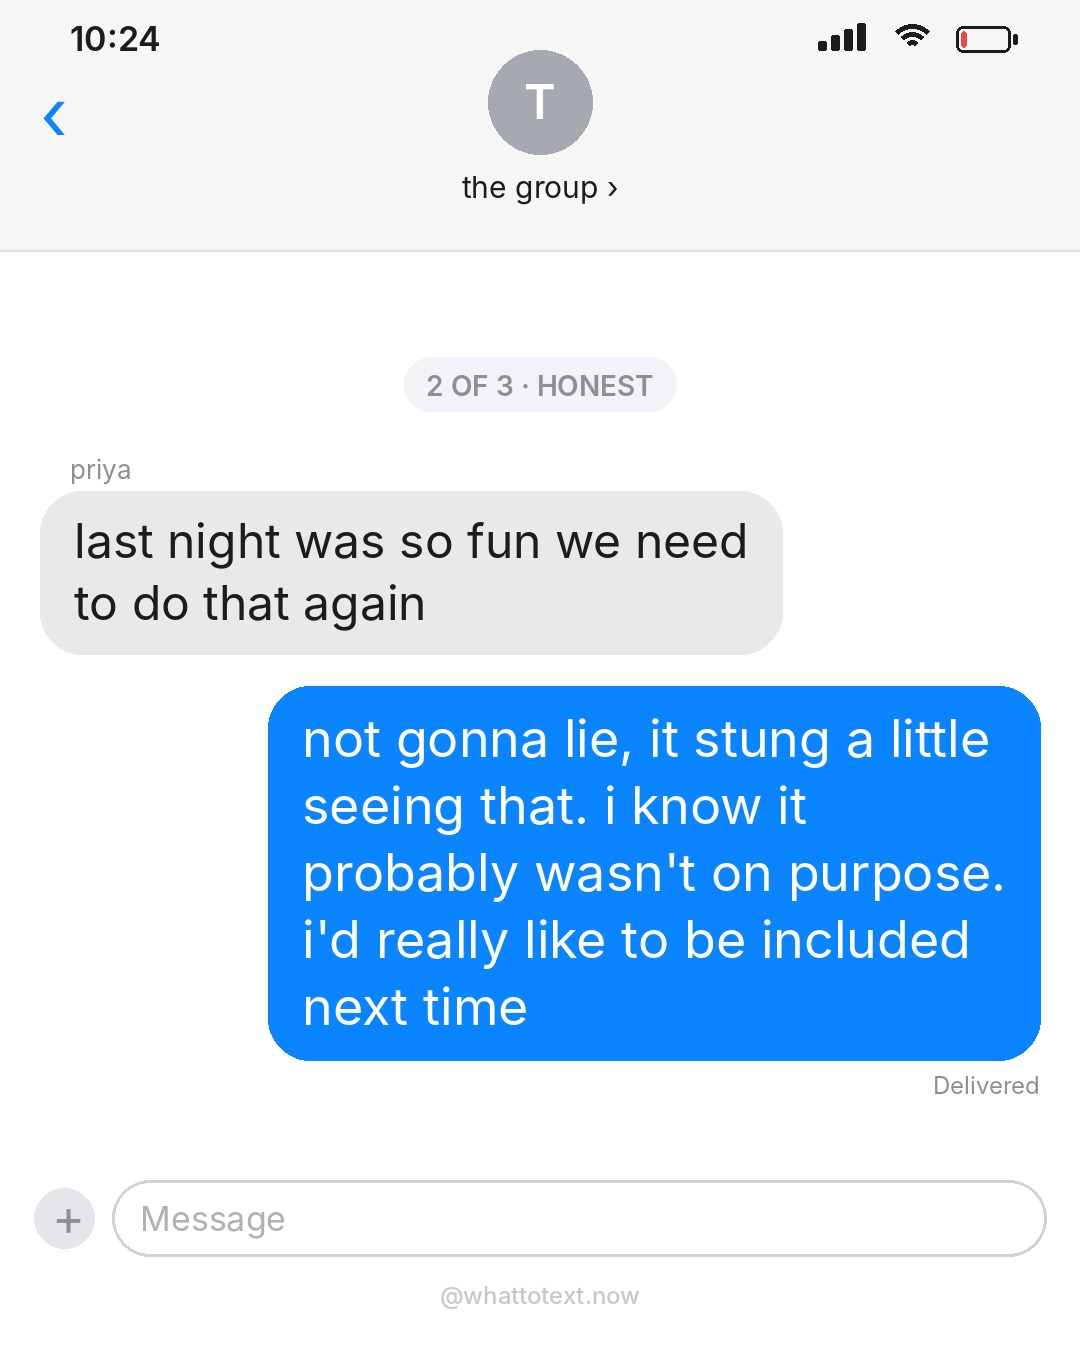 10:24
T
the group ›
2 OF 3 · HONEST
priya
last night was so fun we need
to do that again
not gonna lie, it stung a little
seeing that. i know it
probably wasn't on purpose.
i'd really like to be included
next time
Delivered
+
Message
@whattotext.now